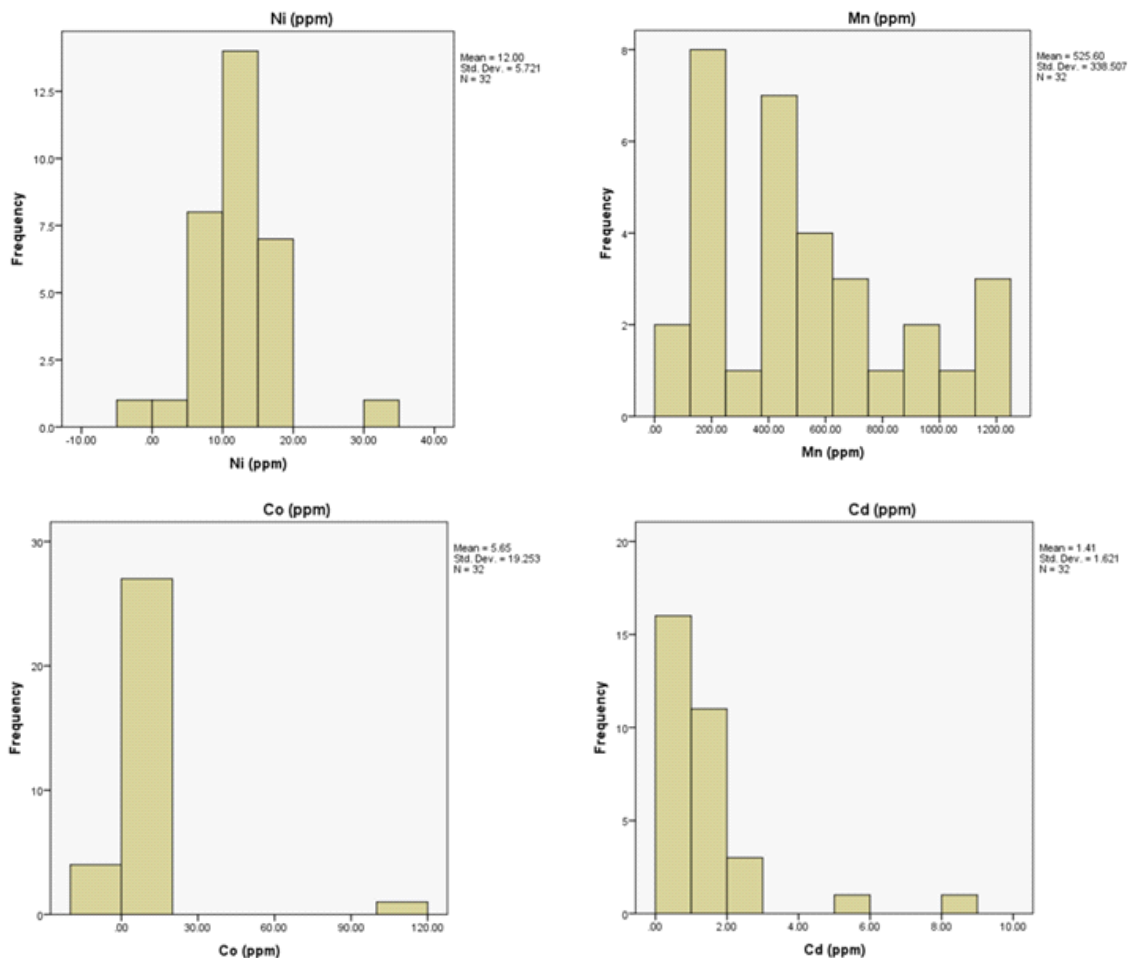 Ni (ppm)
Mean = 12.00
Std. Dev. = 5.721
N = 32
12.5
10.0
7.5
5.0
2.5
0.0
Frequency
-10.00 .00 10.00 20.00 30.00 40.00
Ni (ppm)
Mn (ppm)
Mean = 525.60
Std. Dev. = 338.507
N = 32
8
6
4
2
0
Frequency
.00 200.00 400.00 600.00 800.00 1000.00 1200.00
Mn (ppm)
Co (ppm)
Mean = 5.65
Std. Dev. = 19.253
N = 32
30
20
10
0
Frequency
.00 30.00 60.00 90.00 120.00
Co (ppm)
Cd (ppm)
Mean = 1.41
Std. Dev. = 1.621
N = 32
20
15
10
5
0
Frequency
.00 2.00 4.00 6.00 8.00 10.00
Cd (ppm)